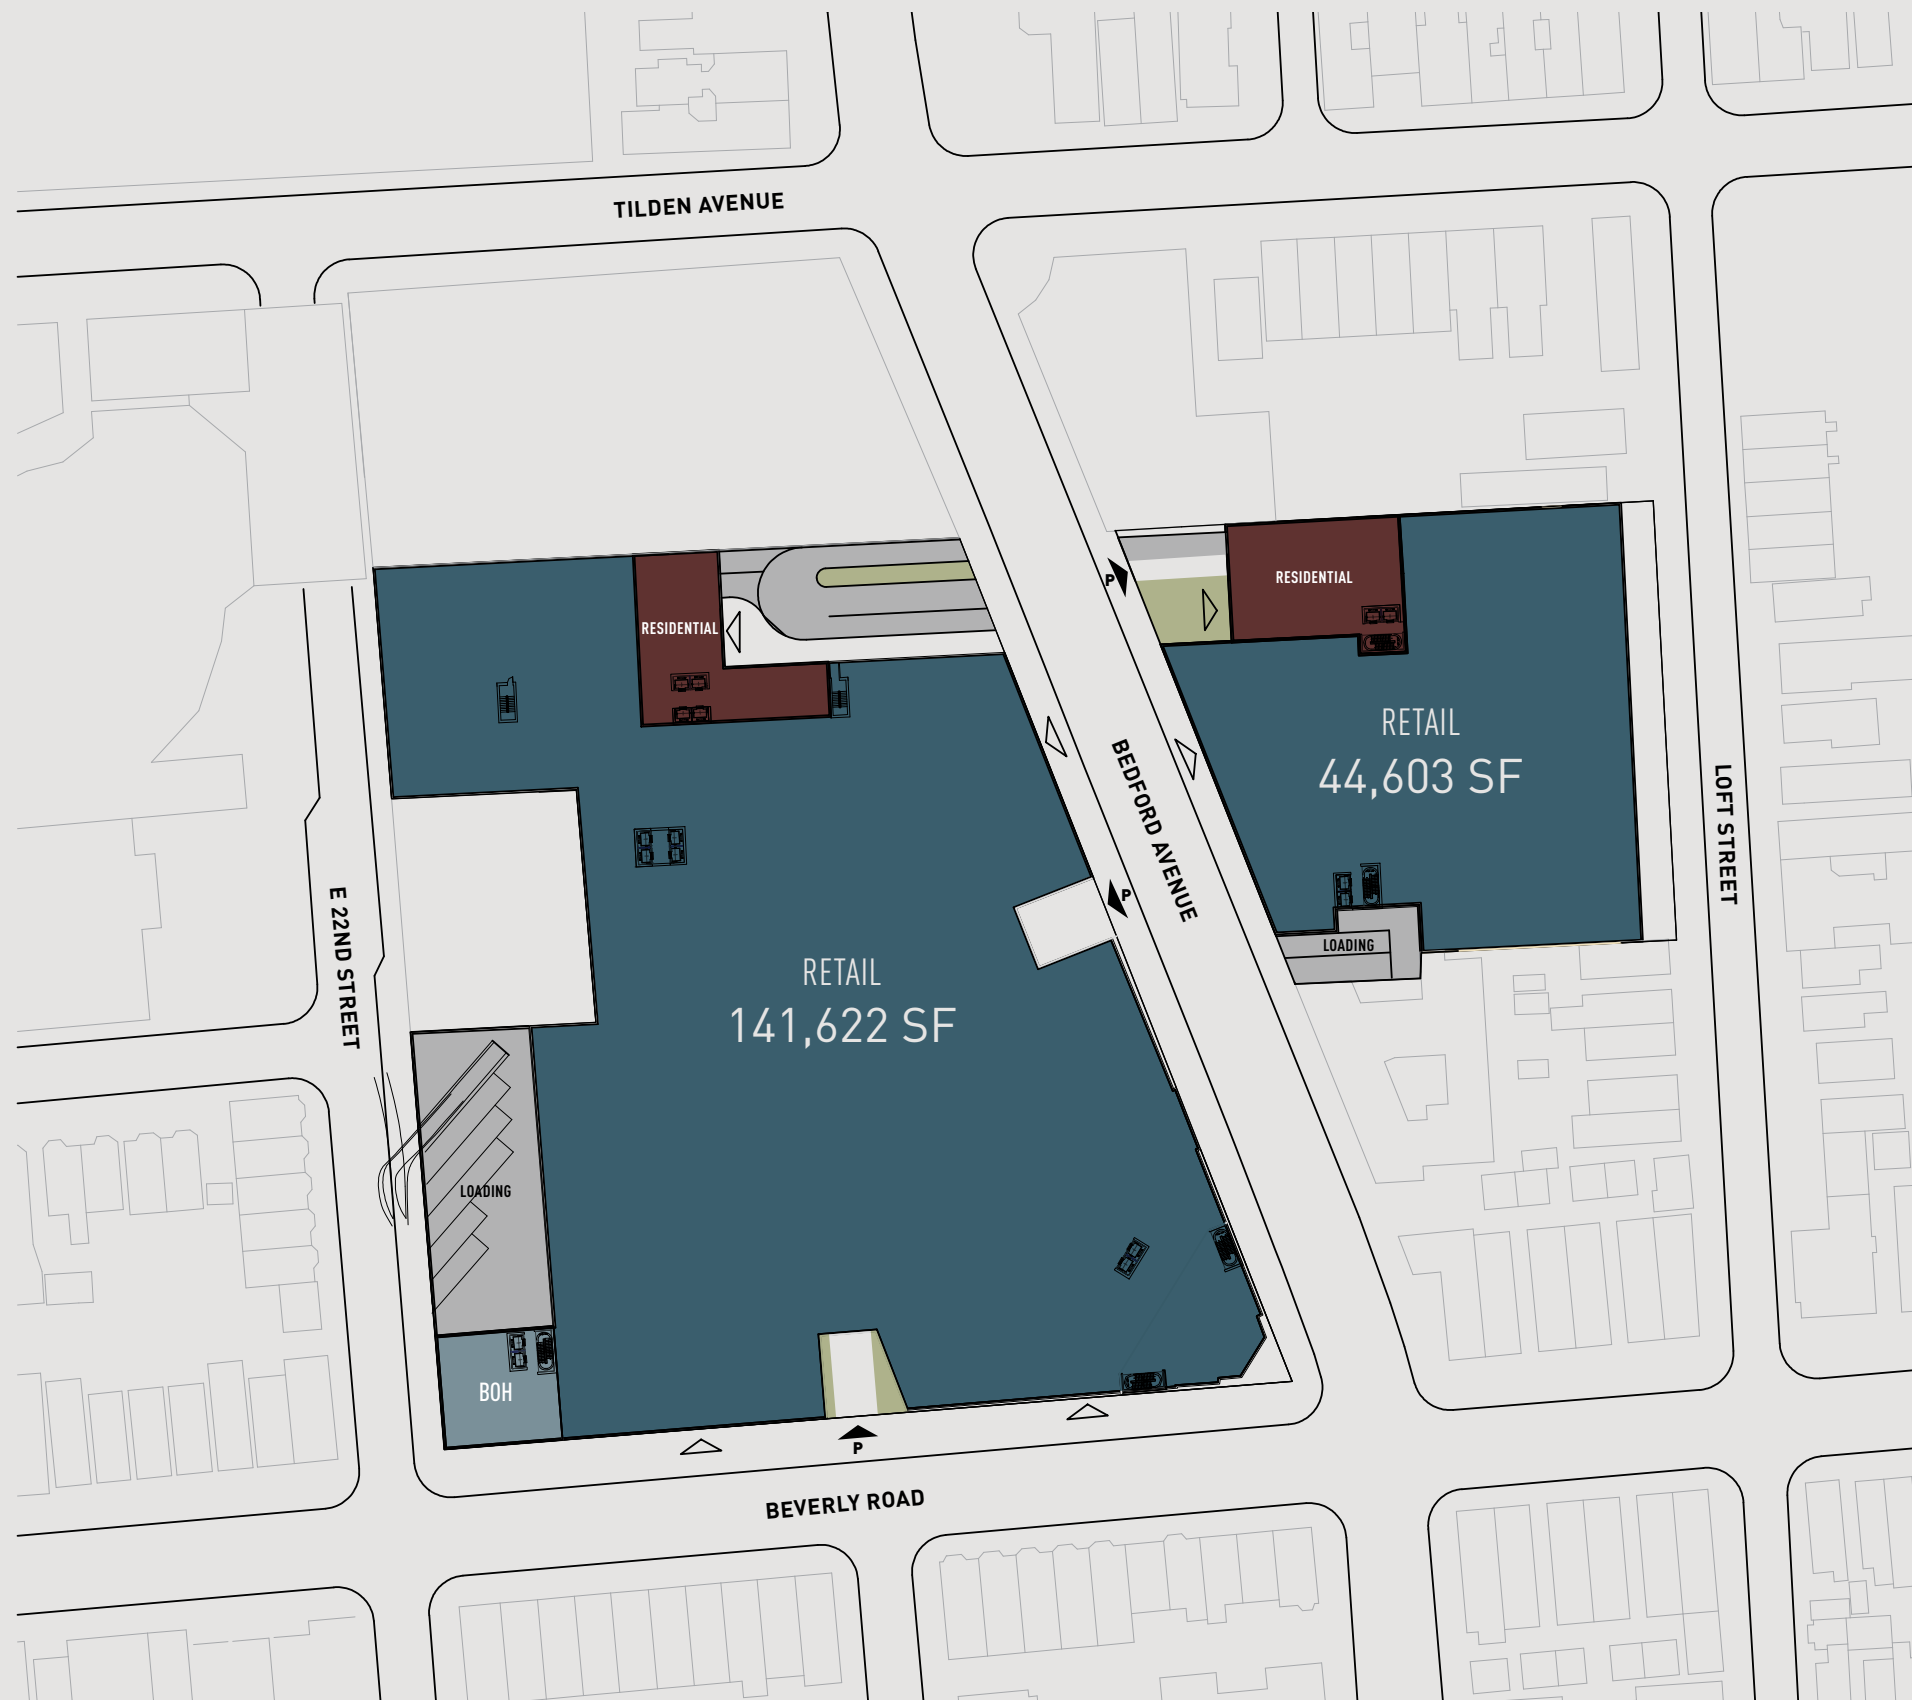 TILDEN AVENUE
P
RESIDENTIAL
RESIDENTIAL
RETAIL
44,603 SF
BEDFORD AVENUE
LOFT STREET
P
E 22ND STREET
LOADING
RETAIL
141,622 SF
LOADING
BOH
P
BEVERLY ROAD